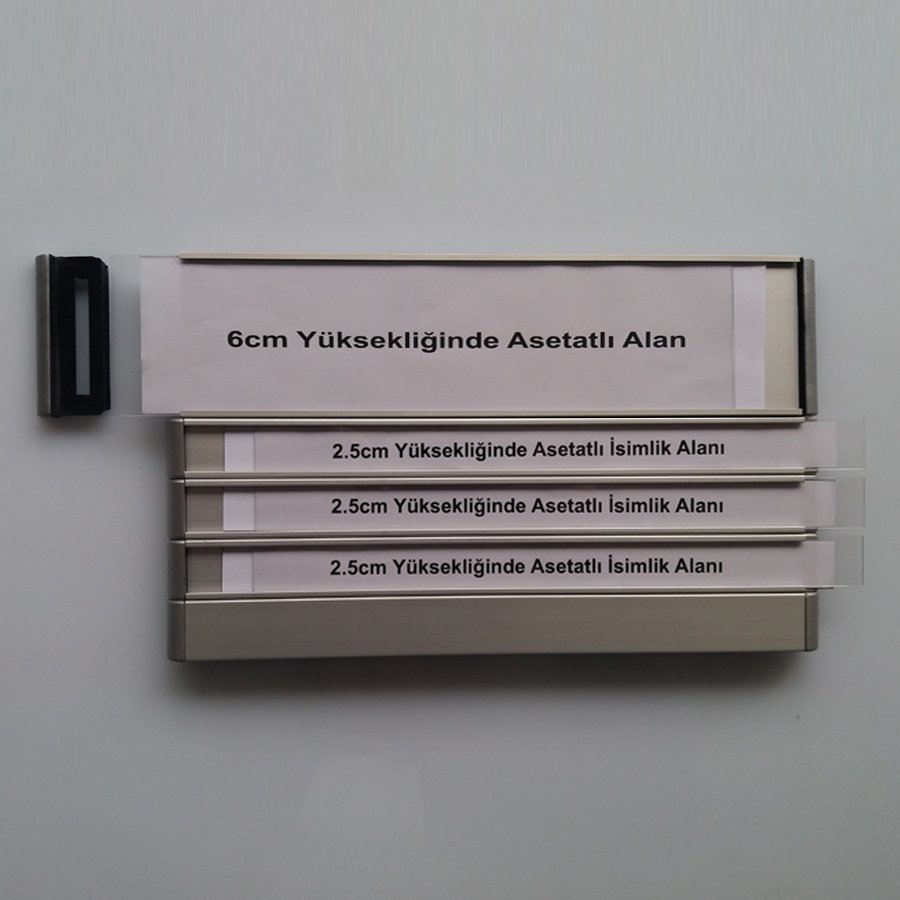 6cm Yüksekliğinde Asetatlı Alan
2.5cm Yüksekliğinde Asetatlı İsimlik Alanı
2.5cm Yüksekliğinde Asetatlı İsimlik Alanı
2.5cm Yüksekliğinde Asetatlı İsimlik Alanı